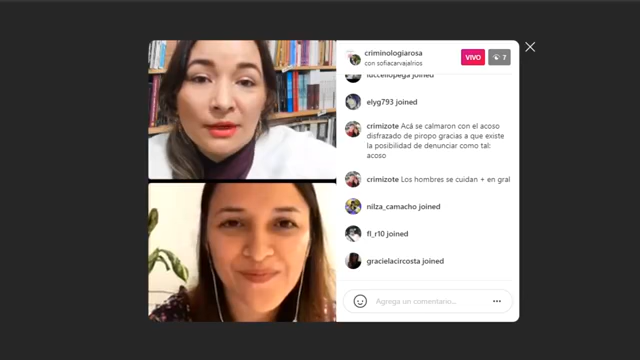 criminologiarosa
con sofiacarvajalrios
VIVO
7
luccellopega joined
elyg793 joined
crimizote Acá se calmaron con el acoso
disfrazado de piropo gracias a que existe
la posibilidad de denunciar como tal:
acoso
crimizote Los hombres se cuidan + en gral
nilza_camacho joined
fl_r10 joined
gracielacircosta joined
Agrega un comentario...